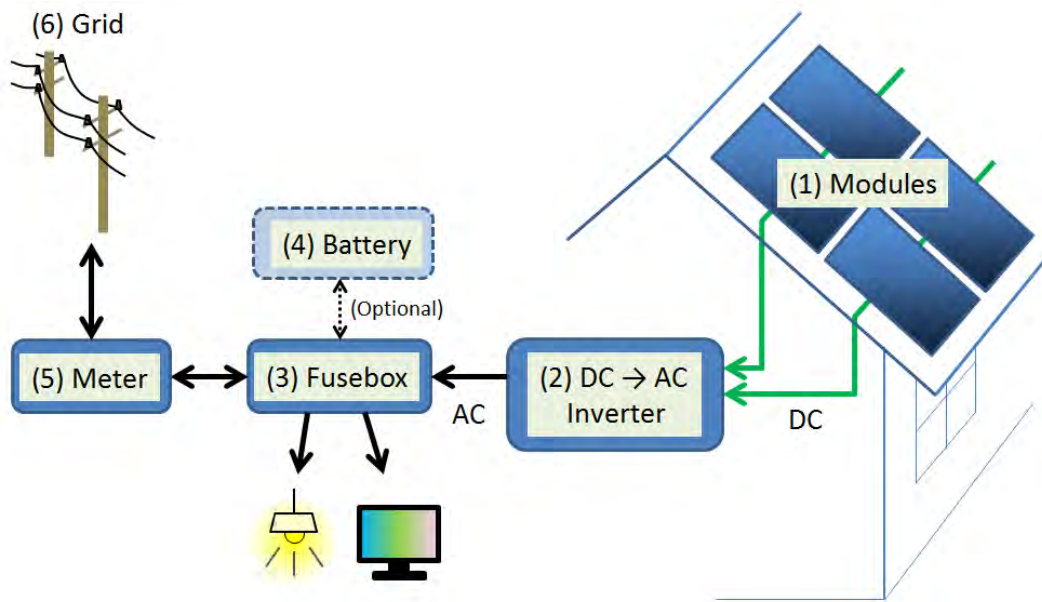 (6) Grid
(1) Modules
(4) Battery
(Optional)
(5) Meter
(3) Fusebox
(2) DC → AC
Inverter
AC
DC